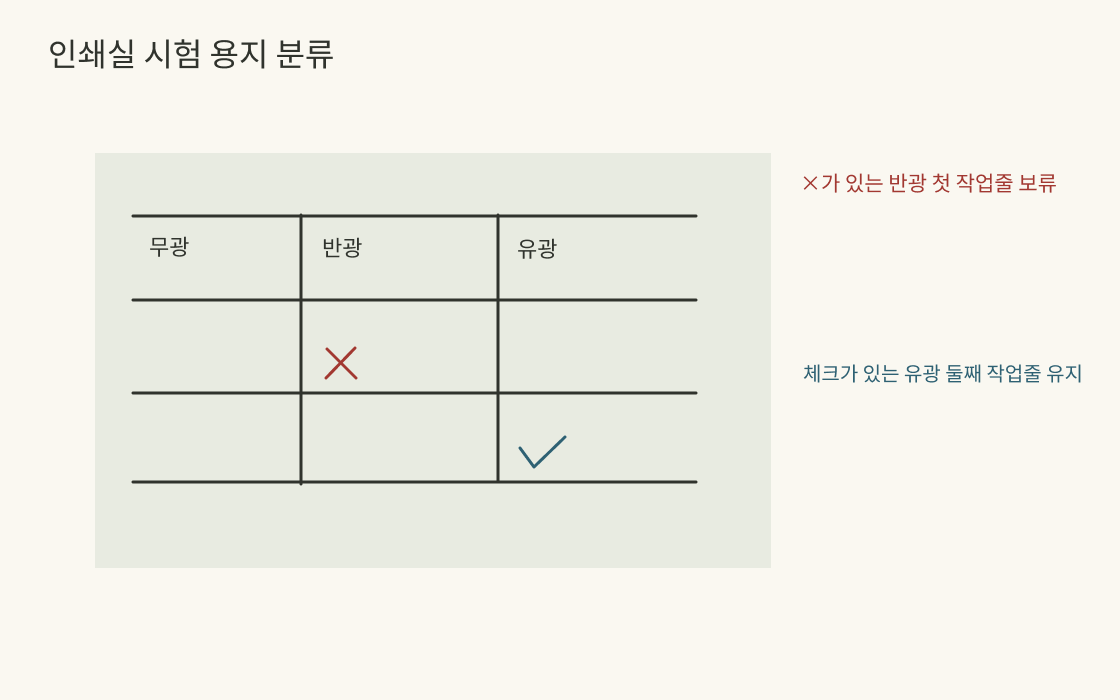 인쇄실 시험 용지 분류
×가 있는 반광 첫 작업줄 보류
무광 반광 유광
체크가 있는 유광 둘째 작업줄 유지